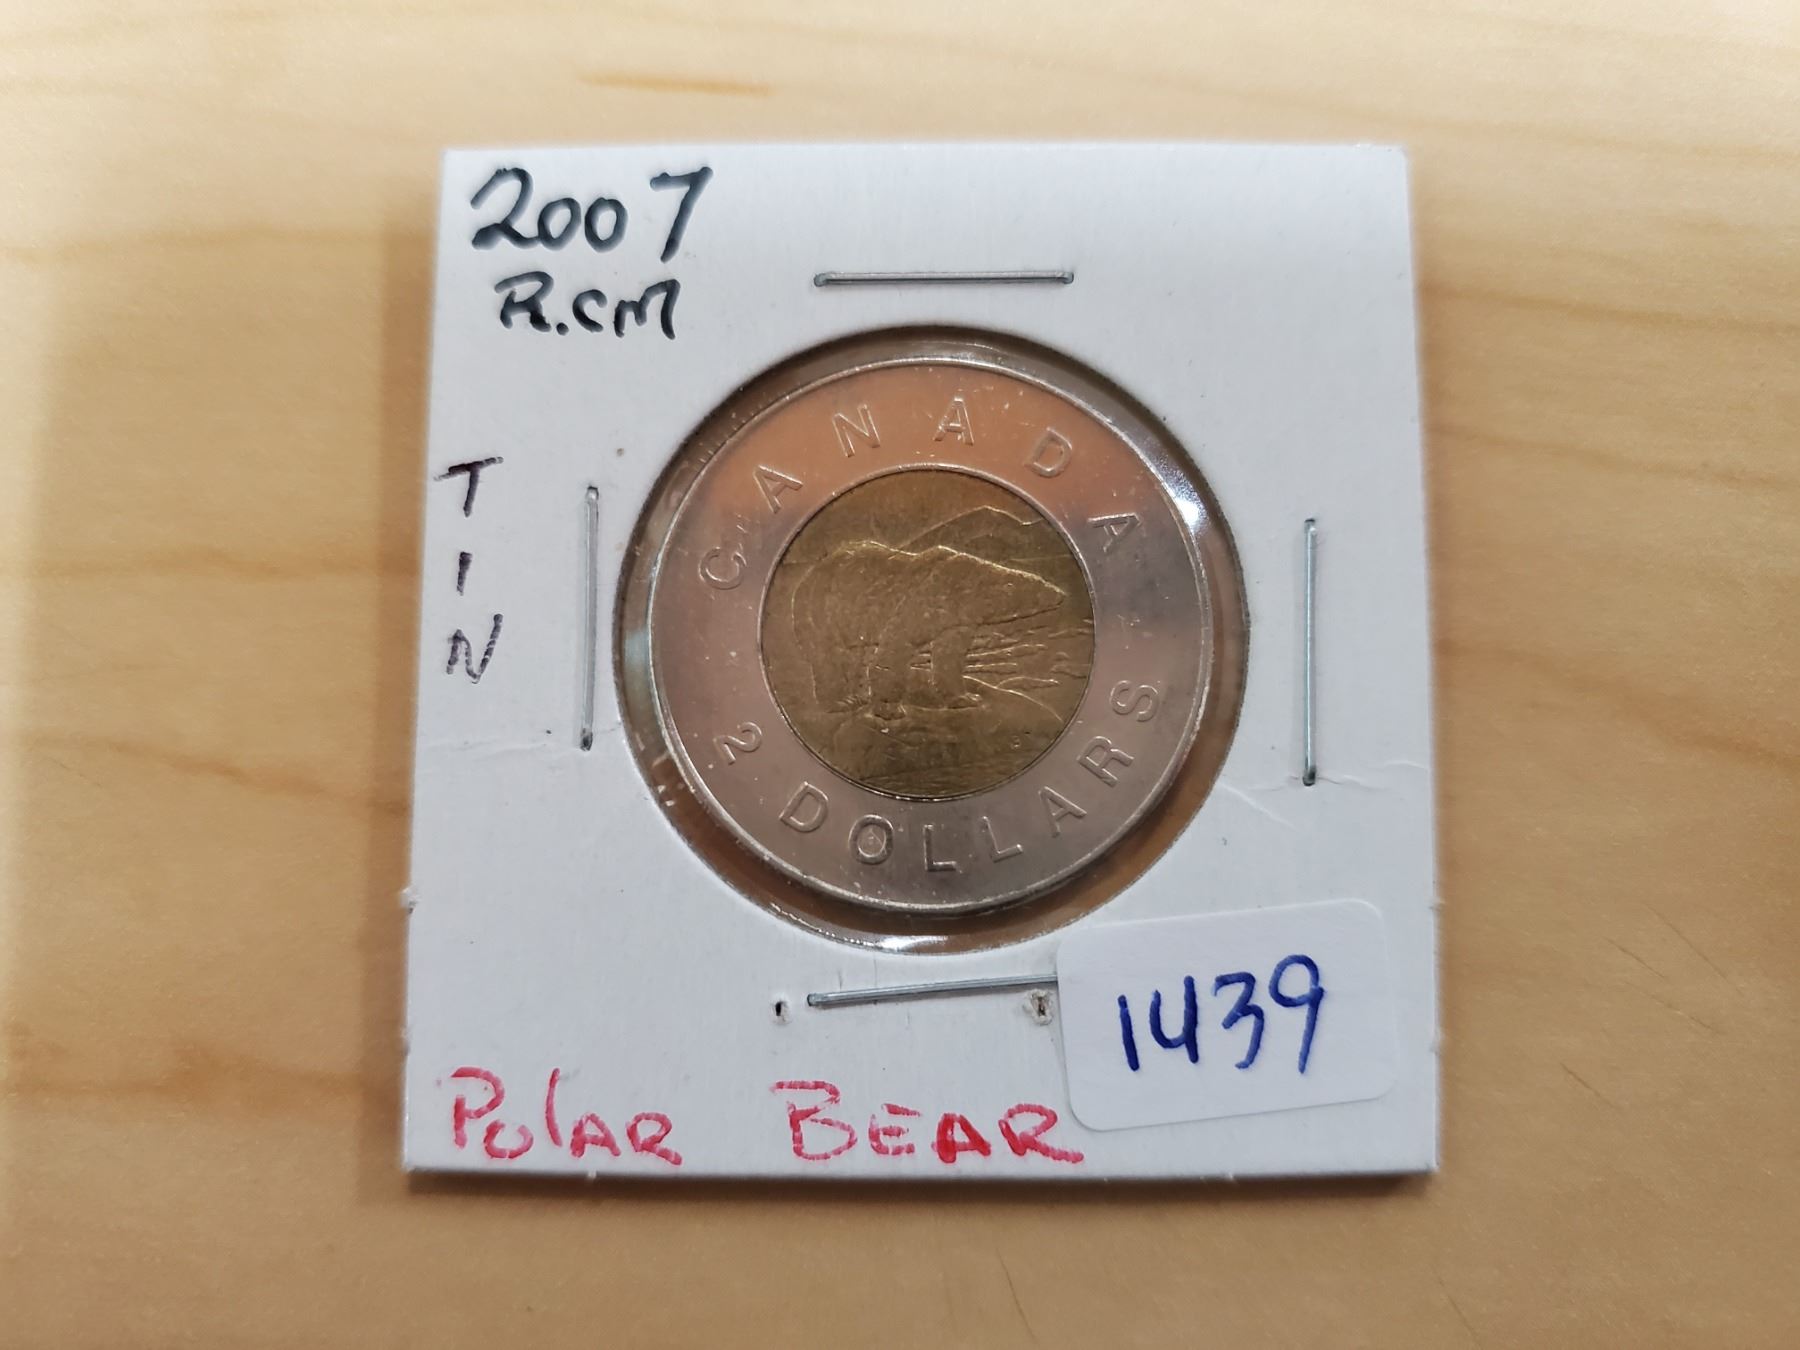 2007
R.CM
T
I
N
CANADA
2 DOLLARS
1439
POLAR BEAR